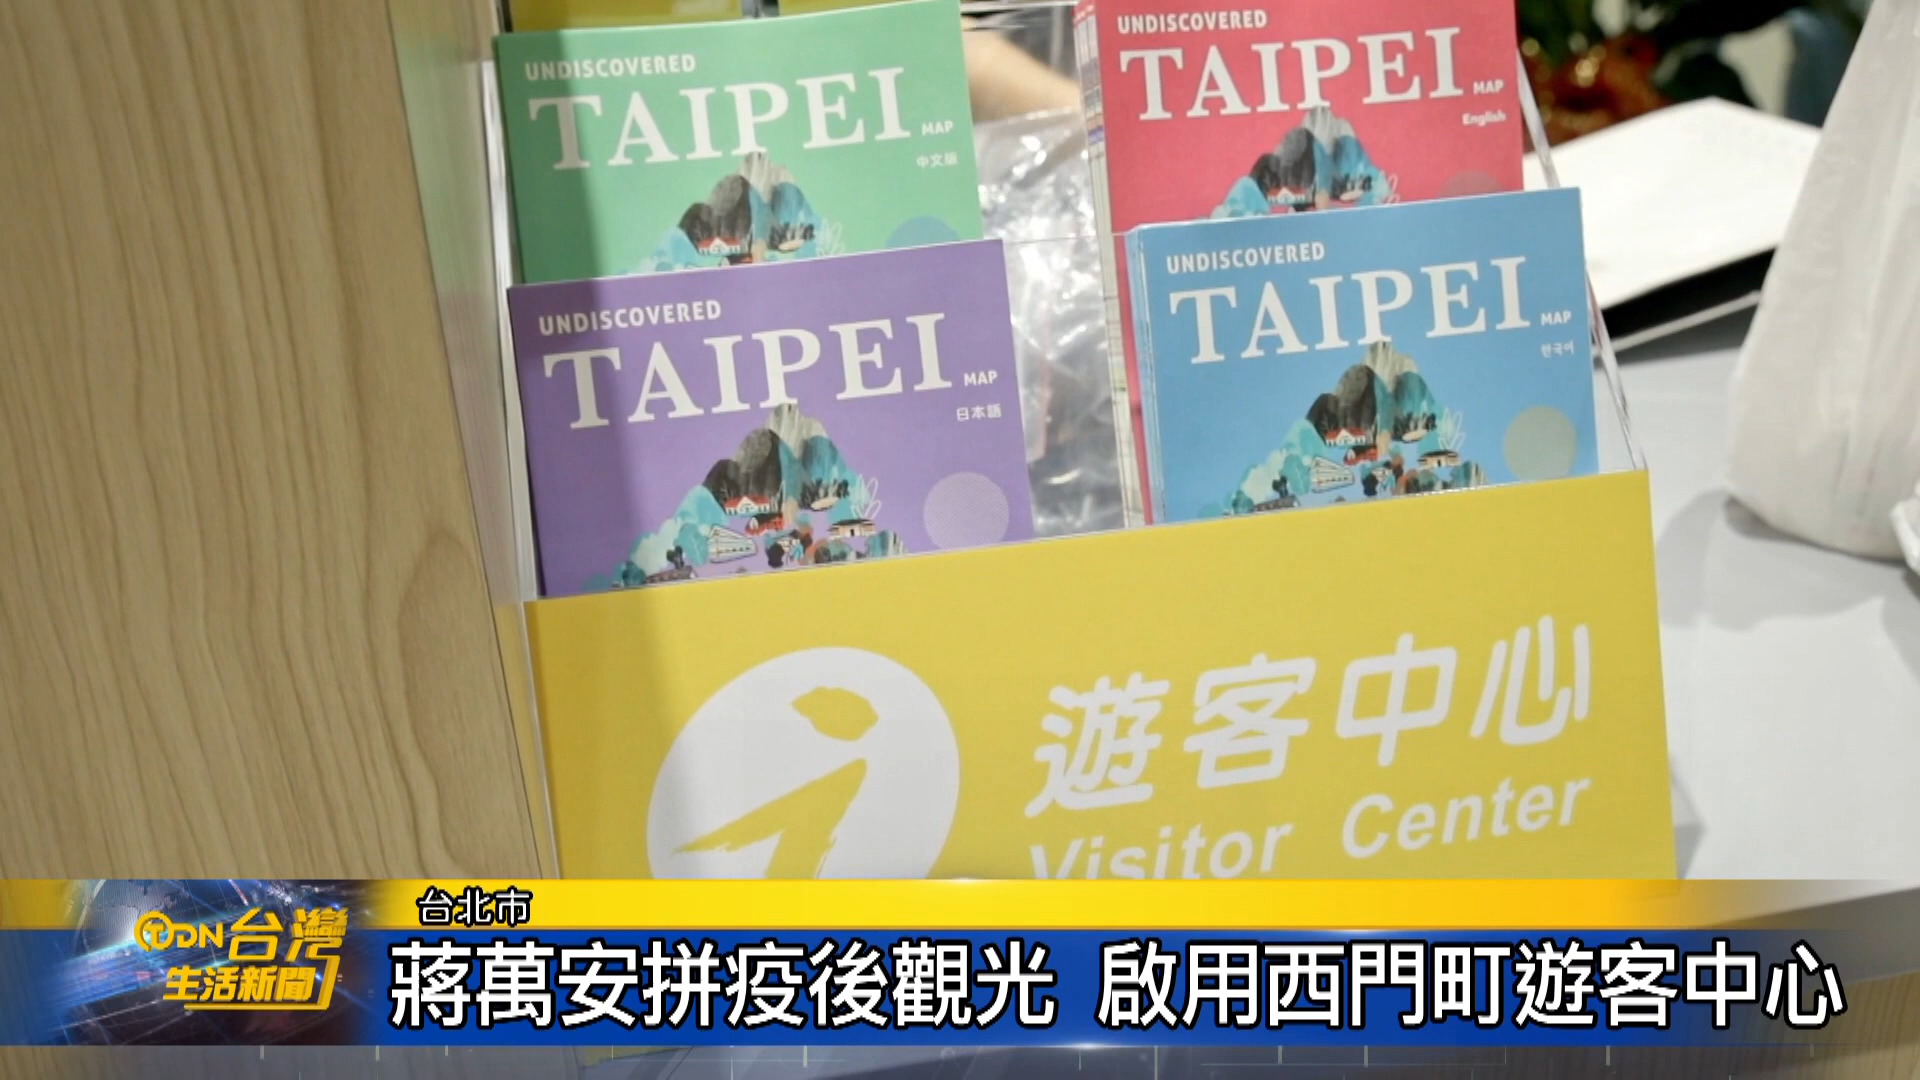 UNDISCOVERED
TAIPEI MAP
中文版
UNDISCOVERED
TAIPEI MAP
English
UNDISCOVERED
TAIPEI MAP
日本語
UNDISCOVERED
TAIPEI MAP
한국어
遊客中心
Visitor Center
台北市
TDN 台灣
生活新聞
蔣萬安拼疫後觀光 啟用西門町遊客中心